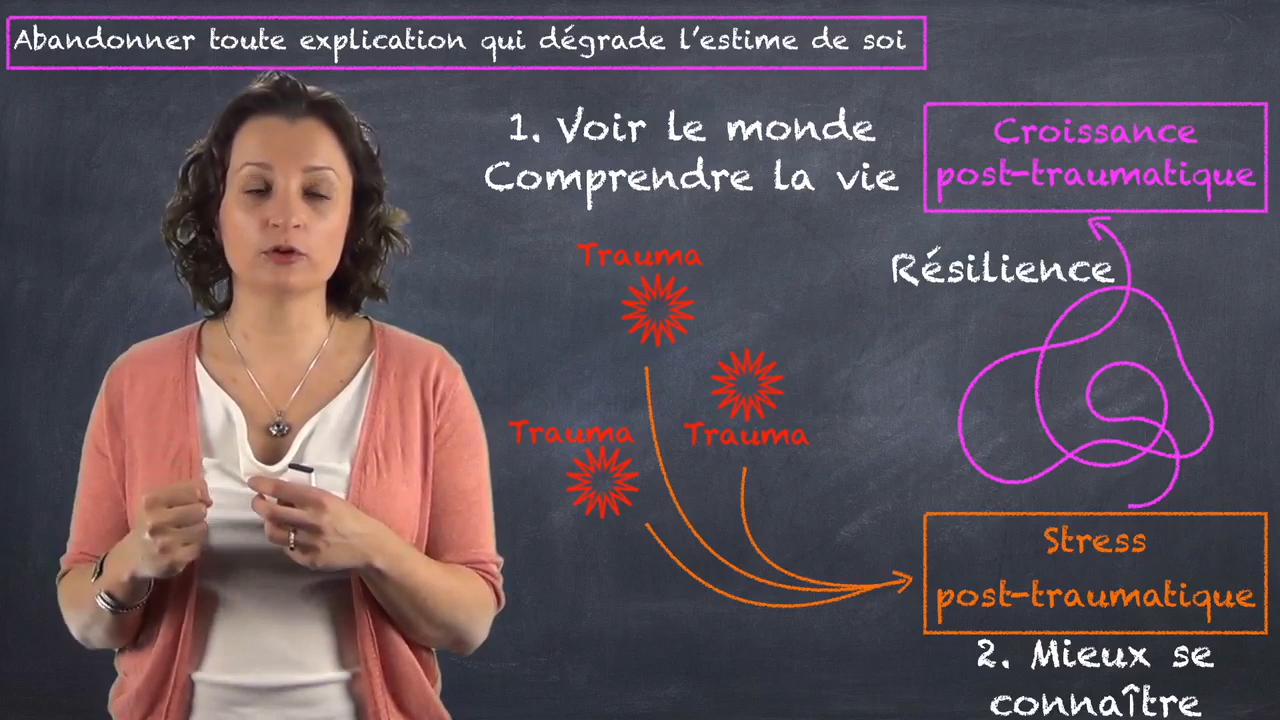 Abandonner toute explication qui dégrade l'estime de soi
1. Voir le monde
Comprendre la vie
Croissance
post-traumatique
Trauma
Résilience
Trauma
Trauma
Stress
post-traumatique
2. Mieux se
connaître